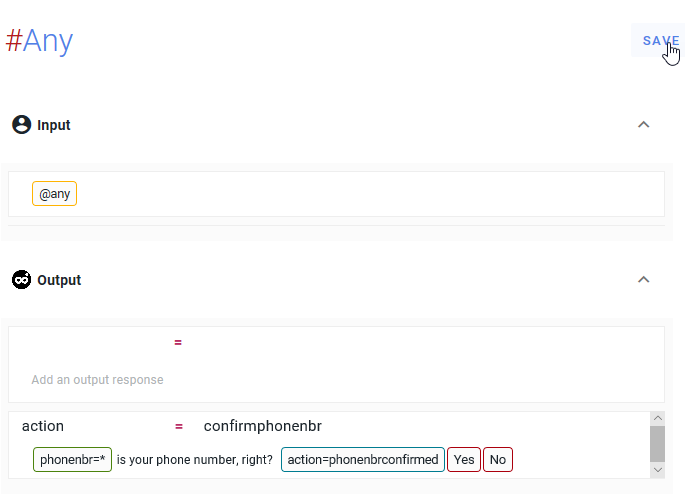 #Any
SAVE
Input
@any
Output
=
Add an output response
action = confirmphonenbr
phonenbr=* is your phone number, right? action=phonenbrconfirmed Yes No